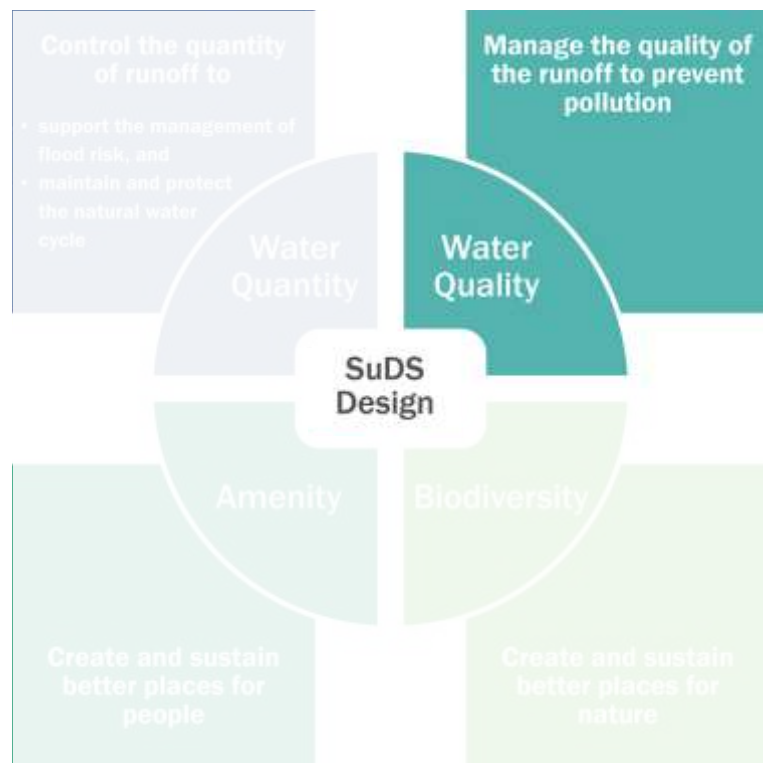 Control the quantity
of runoff to
• support the management of
flood risk, and
• maintain and protect
the natural water
cycle
Water
Quantity
Manage the quality of
the runoff to prevent
pollution
Water
Quality
SuDS
Design
Amenity
Create and sustain
better places for
people
Biodiversity
Create and sustain
better places for
nature